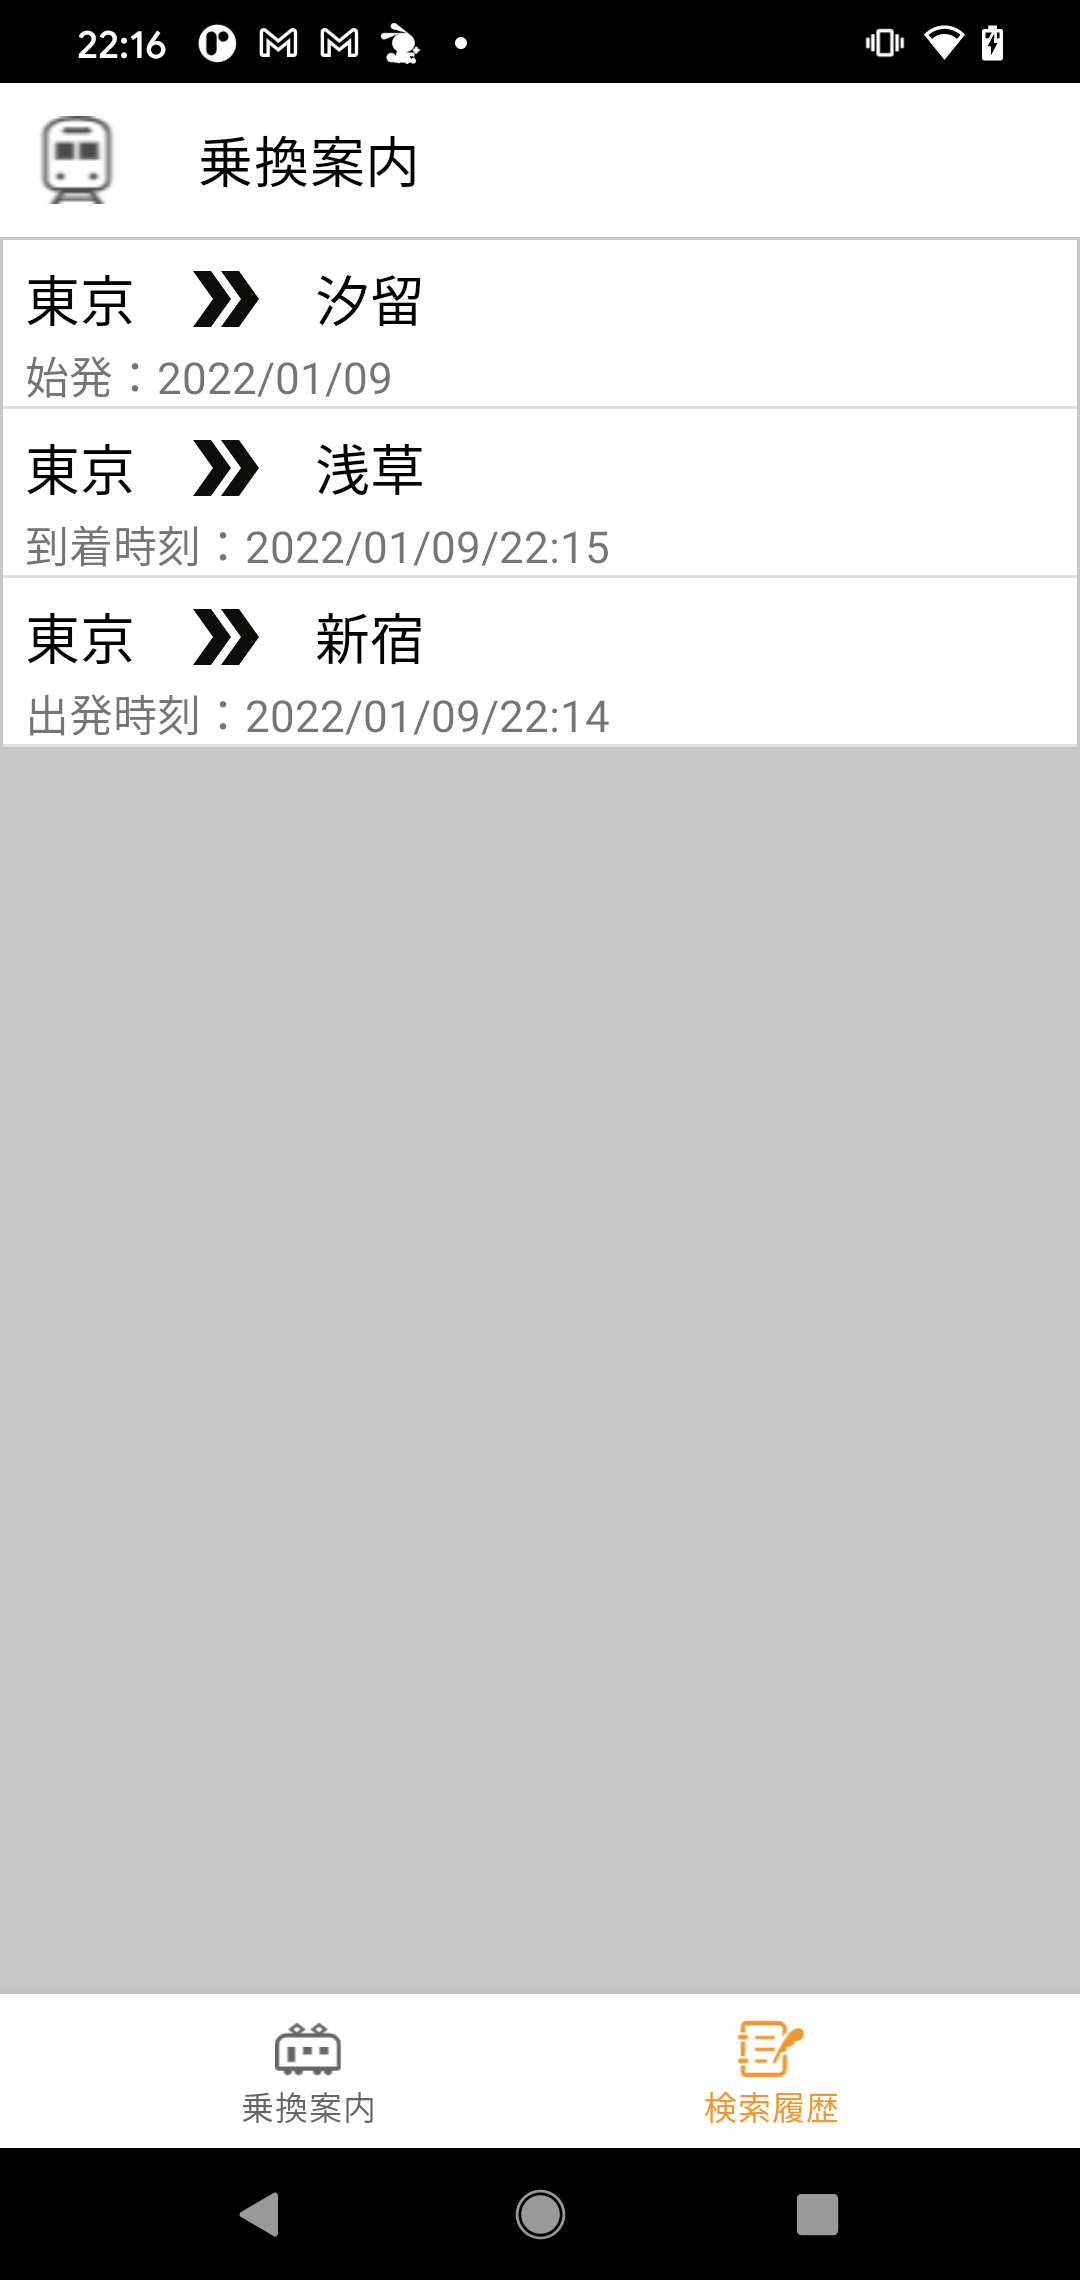 22:16
乗換案内
東京 汐留
始発：2022/01/09
東京 浅草
到着時刻：2022/01/09/22:15
東京 新宿
出発時刻：2022/01/09/22:14
乗換案内 検索履歴